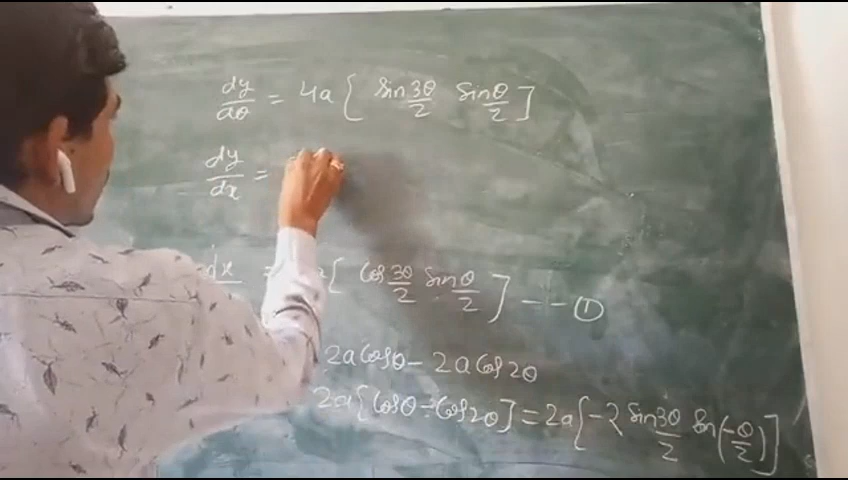 dy/dθ = 4a [ Sin 3θ/2 Sin θ/2 ]
dy/dx =
dx = a[ Cos 3θ/2 Sin θ/2 ] -- ①
2a Cosθ - 2a Cos 2θ
2a[Cosθ - Cos 2θ] = 2a[-2 Sin 3θ/2 Sin(-θ/2)]